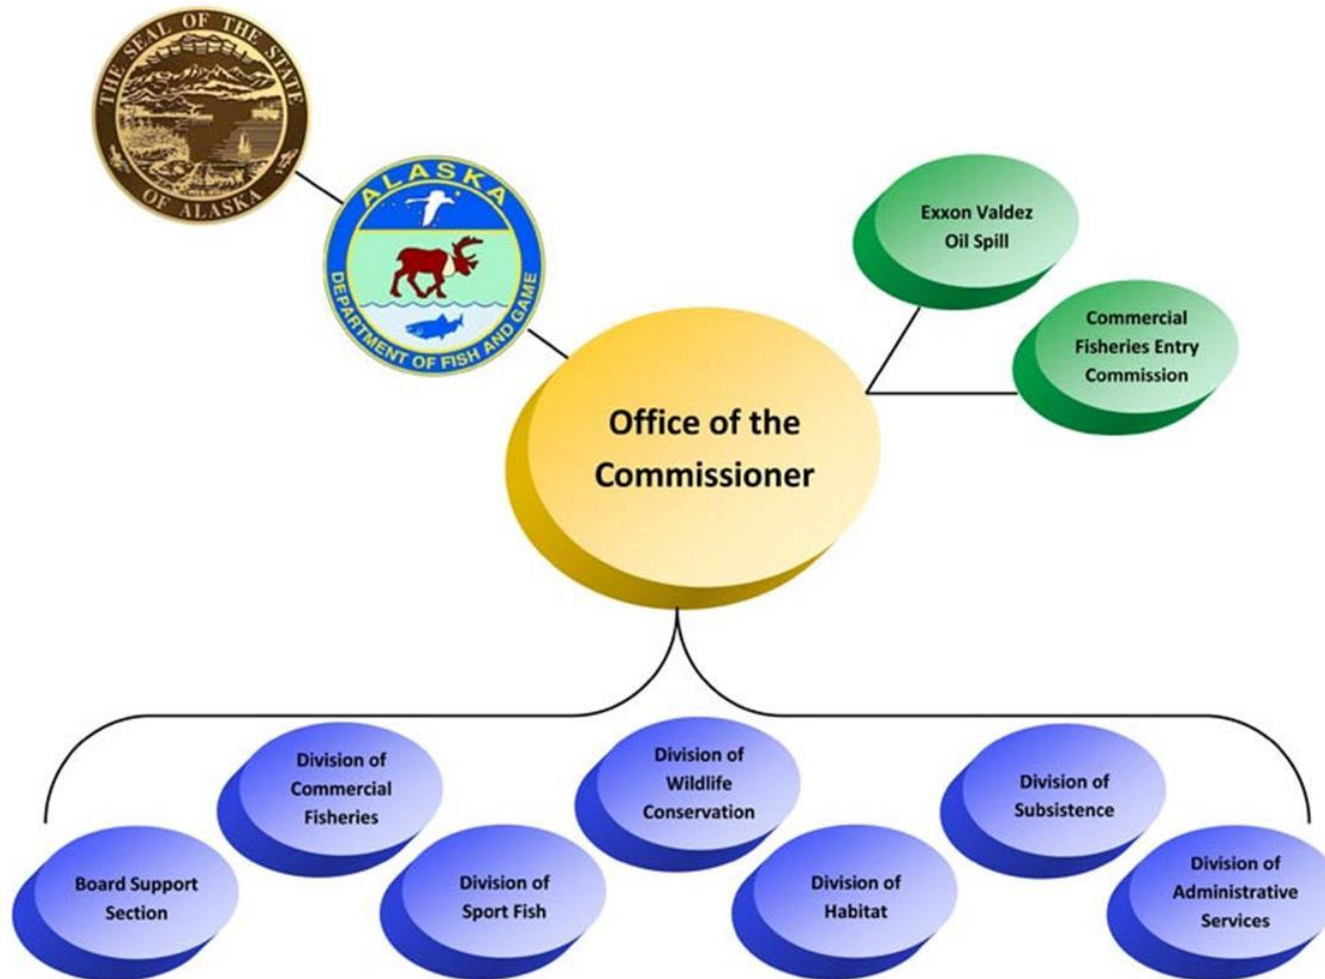 THE SEAL OF THE STATE
OF ALASKA
ALASKA
DEPARTMENT OF FISH AND GAME
Exxon Valdez
Oil Spill
Commercial
Fisheries Entry
Commission
Office of the
Commissioner
Division of
Commercial
Fisheries
Division of
Wildlife
Conservation
Division of
Subsistence
Board Support
Section
Division of
Sport Fish
Division of
Habitat
Division of
Administrative
Services